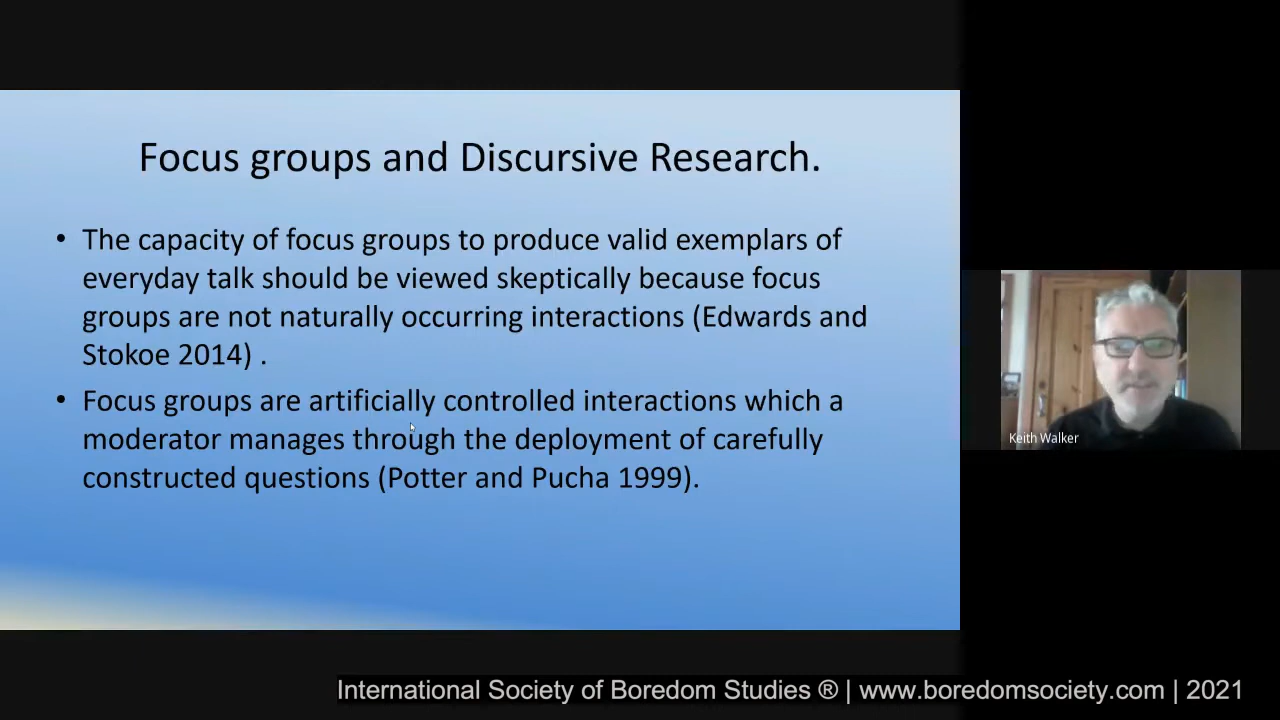 Focus groups and Discursive Research.
• The capacity of focus groups to produce valid exemplars of
everyday talk should be viewed skeptically because focus
groups are not naturally occurring interactions (Edwards and
Stokoe 2014) .
• Focus groups are artificially controlled interactions which a
moderator manages through the deployment of carefully
constructed questions (Potter and Pucha 1999).
Keith Walker
International Society of Boredom Studies ® | www.boredomsociety.com | 2021